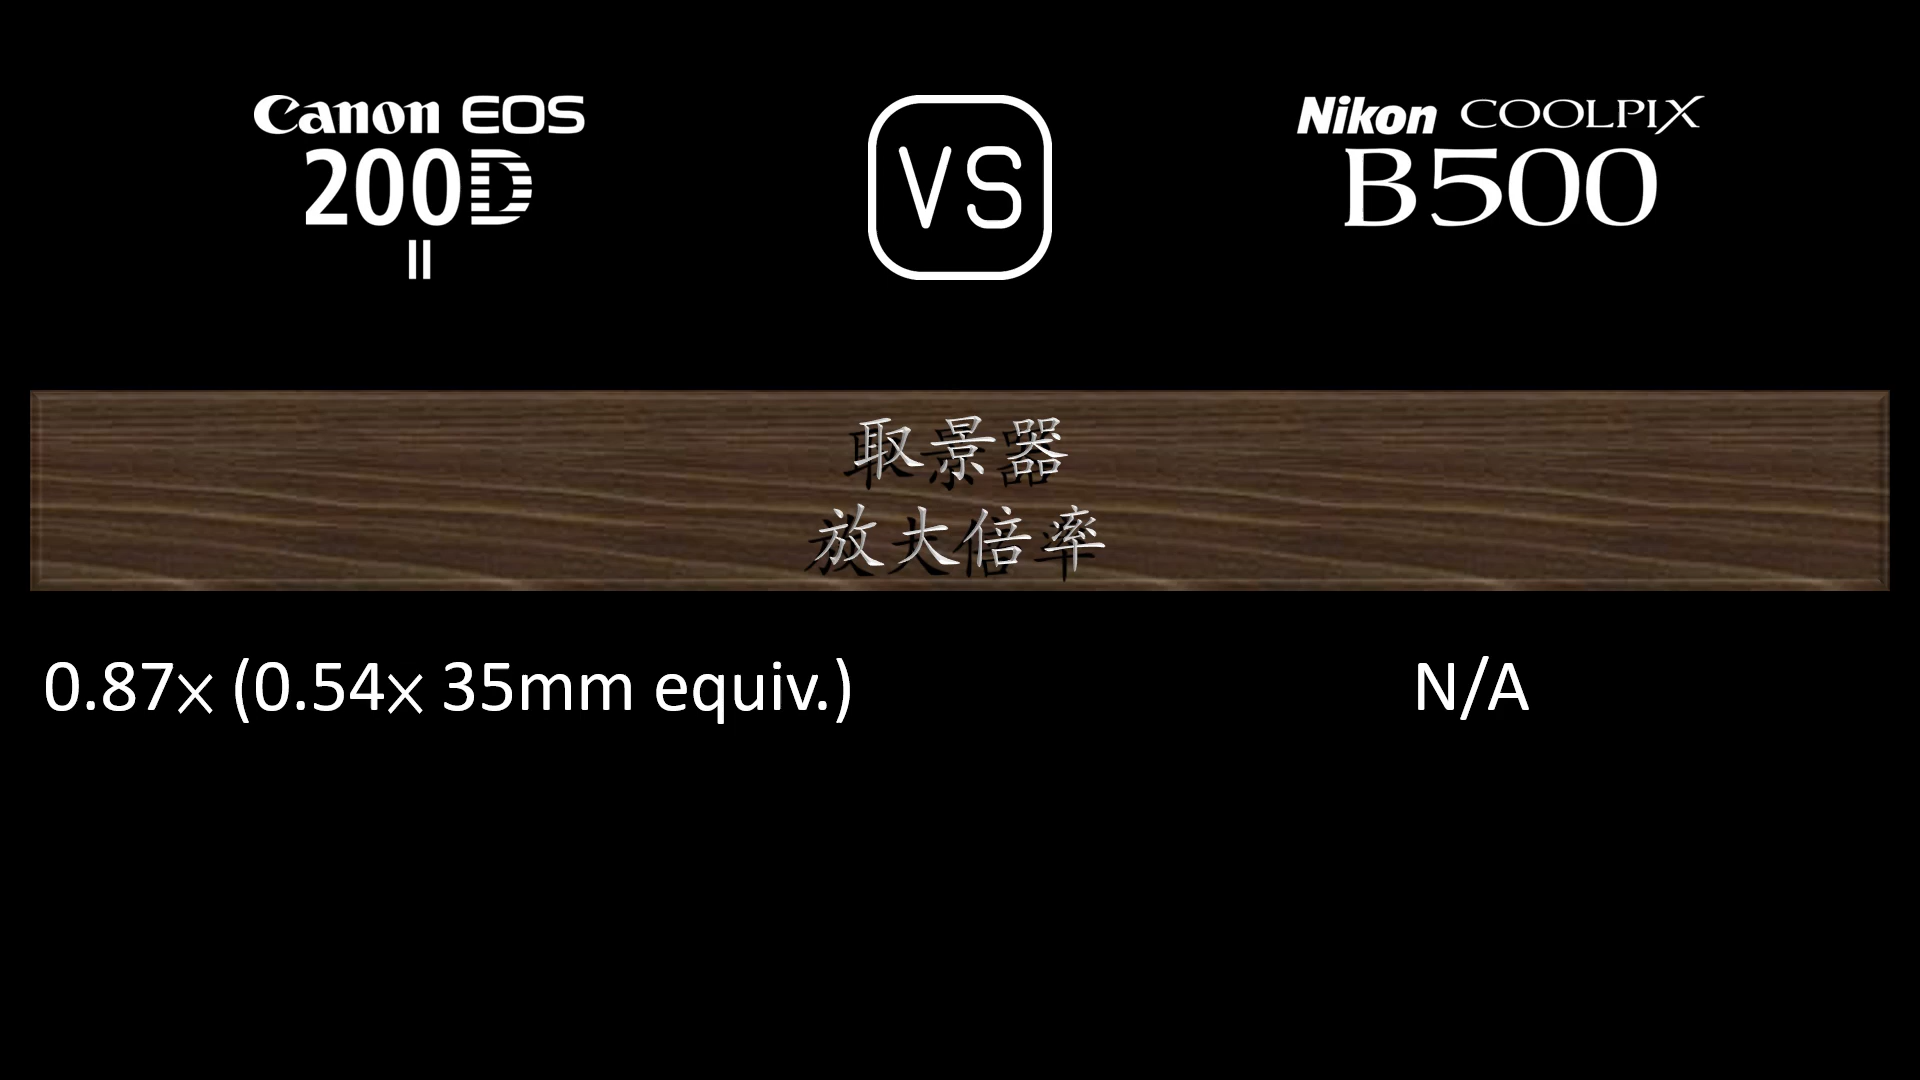 Canon EOS
200D
II
VS
Nikon COOLPIX
B500
取景器
放大倍率
0.87× (0.54× 35mm equiv.)
N/A